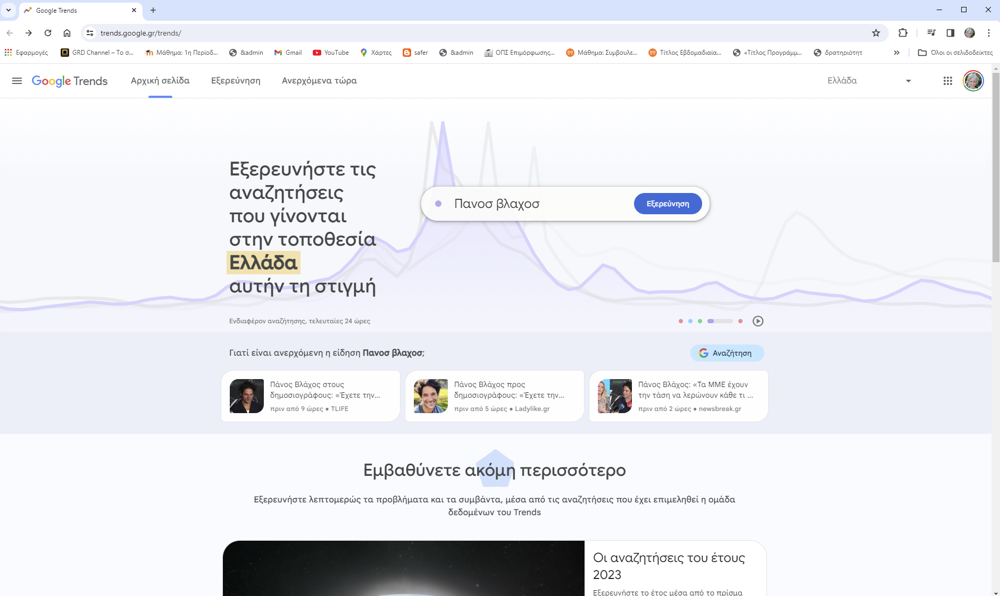 Google Trends
trends.google.gr/trends/
Εφαρμογές
GRD Channel – Το σ...
Μάθημα: 1η Περίοδ...
&admin
Gmail
YouTube
Χάρτες
safer
&admin
ΟΠΣ Επιμόρφωσης...
Μάθημα: Συμβουλε...
Τίτλος Εβδομαδιαία...
«Τίτλος Προγράμμ...
δρατηριότητ
Όλοι οι σελιδοδείκτες
Google Trends
Αρχική σελίδα
Εξερεύνηση
Ανερχόμενα τώρα
Ελλάδα
Εξερευνήστε τις
αναζητήσεις
που γίνονται
στην τοποθεσία
Ελλάδα
αυτήν τη στιγμή
Πανοσ βλαχοσ
Εξερεύνηση
Ενδιαφέρον αναζήτησης, τελευταίες 24 ώρες
Γιατί είναι ανερχόμενη η είδηση Πανοσ βλαχοσ;
Αναζήτηση
Πάνος Βλάχος στους
δημοσιογράφους: «Έχετε την...
πριν από 9 ώρες ● TLIFE
Πάνος Βλάχος προς
δημοσιογράφους: «Έχετε την...
πριν από 5 ώρες ● Ladylike.gr
Πάνος Βλάχος: «Τα ΜΜΕ έχουν
την τάση να λερώνουν κάθε τι ...
πριν από 2 ώρες ● newsbreak.gr
Εμβαθύνετε ακόμη περισσότερο
Εξερευνήστε λεπτομερώς τα προβλήματα και τα συμβάντα, μέσα από τις αναζητήσεις που έχει επιμεληθεί η ομάδα
δεδομένων του Trends
Οι αναζητήσεις του έτους
2023
Εξερευνήστε το έτος μέσα από το πρίσμα